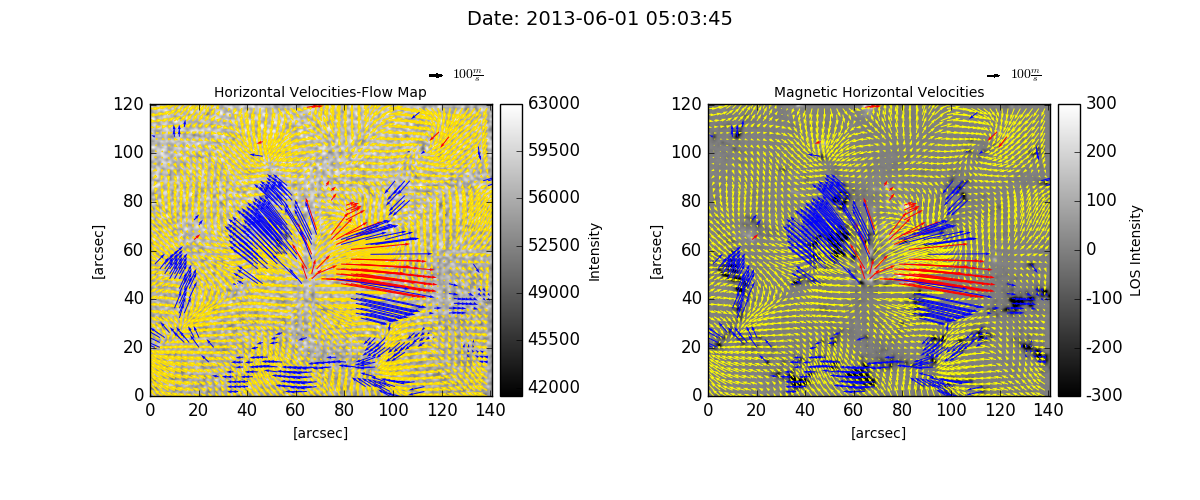 Date: 2013-06-01 05:03:45
100 m/s
100 m/s
Horizontal Velocities-Flow Map
Magnetic Horizontal Velocities
120
100
80
60
40
20
0
[arcsec]
0 20 40 60 80 100 120 140
[arcsec]
63000
59500
56000
52500
49000
45500
42000
Intensity
120
100
80
60
40
20
0
[arcsec]
0 20 40 60 80 100 120 140
[arcsec]
300
200
100
0
-100
-200
-300
LOS Intensity